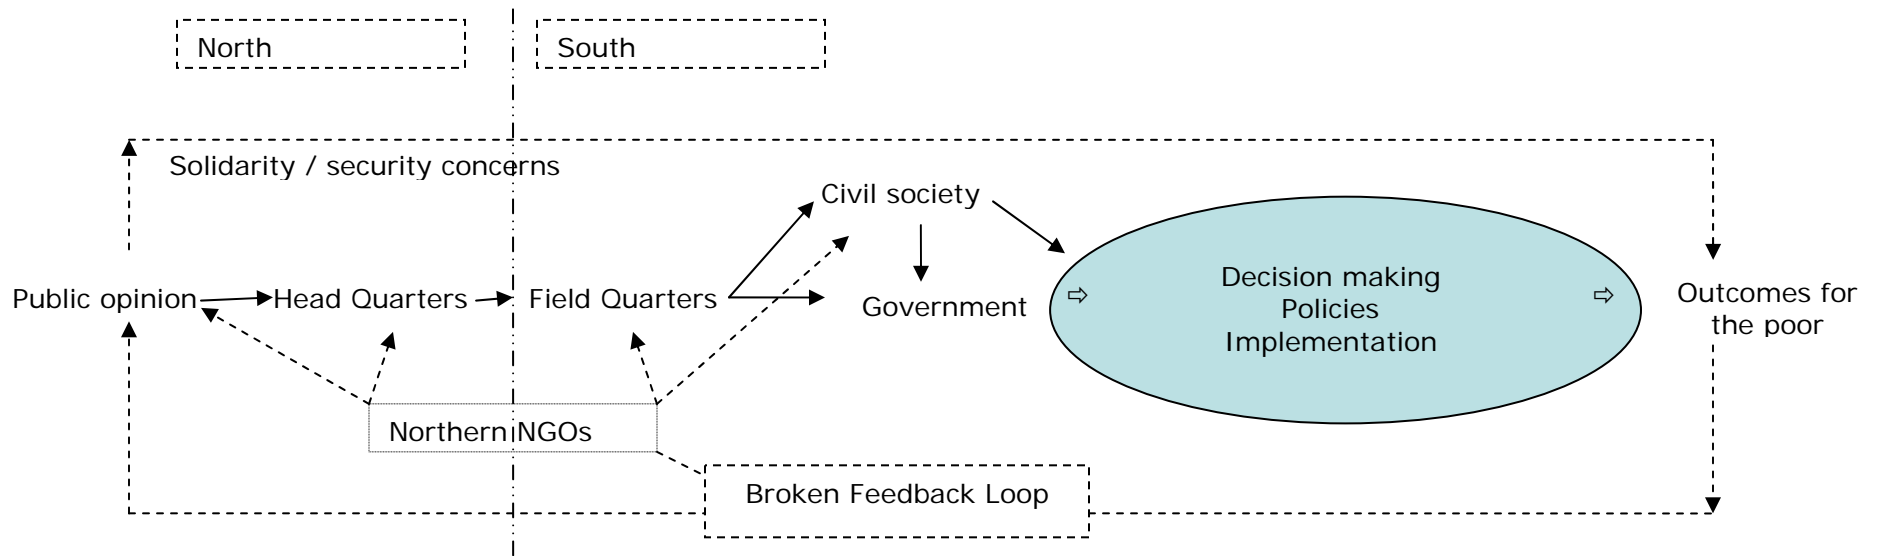 North
South
Solidarity / security concerns
Civil society
Public opinion
Head Quarters
Field Quarters
Government
Decision making
Policies
Implementation
Outcomes for
the poor
Northern NGOs
Broken Feedback Loop